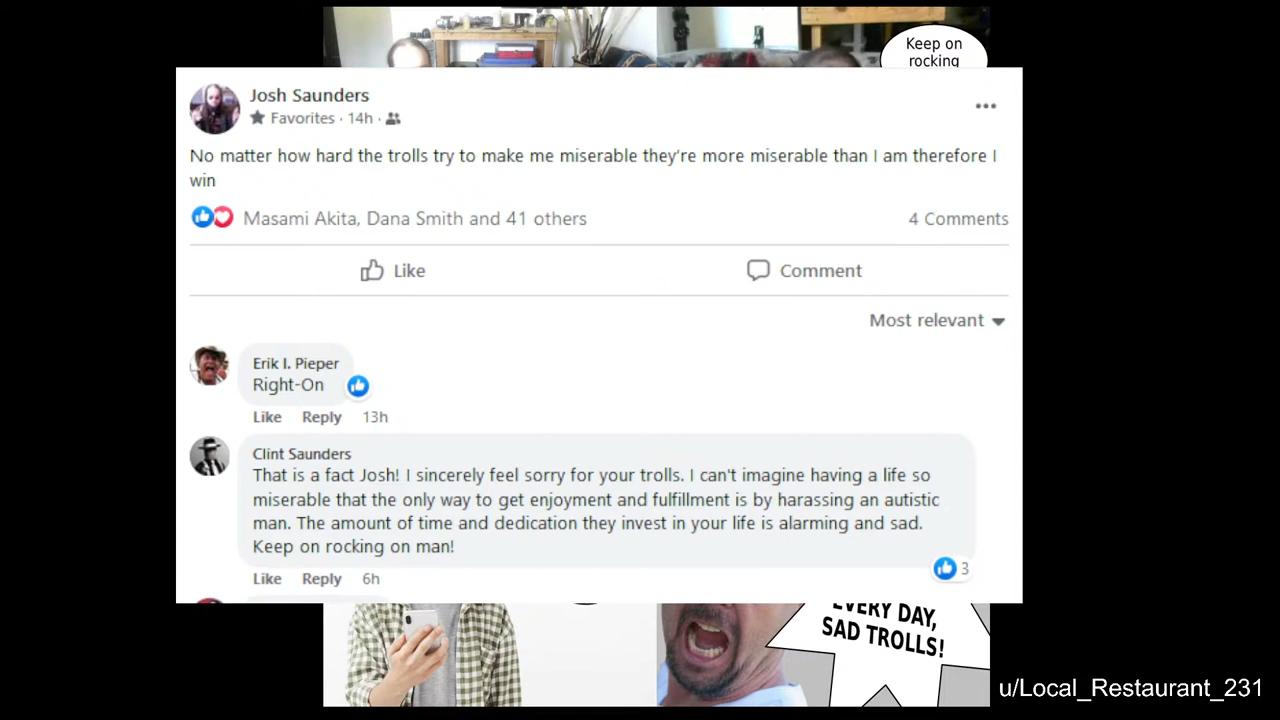 Keep on
rocking
Josh Saunders
Favorites · 14h ·
No matter how hard the trolls try to make me miserable they're more miserable than I am therefore I
win
Masami Akita, Dana Smith and 41 others
4 Comments
Like
Comment
Most relevant
Erik I. Pieper
Right-On
Like Reply 13h
Clint Saunders
That is a fact Josh! I sincerely feel sorry for your trolls. I can't imagine having a life so
miserable that the only way to get enjoyment and fulfillment is by harassing an autistic
man. The amount of time and dedication they invest in your life is alarming and sad.
Keep on rocking on man!
3
Like Reply 6h
EVERY DAY,
SAD TROLLS!
u/Local_Restaurant_231